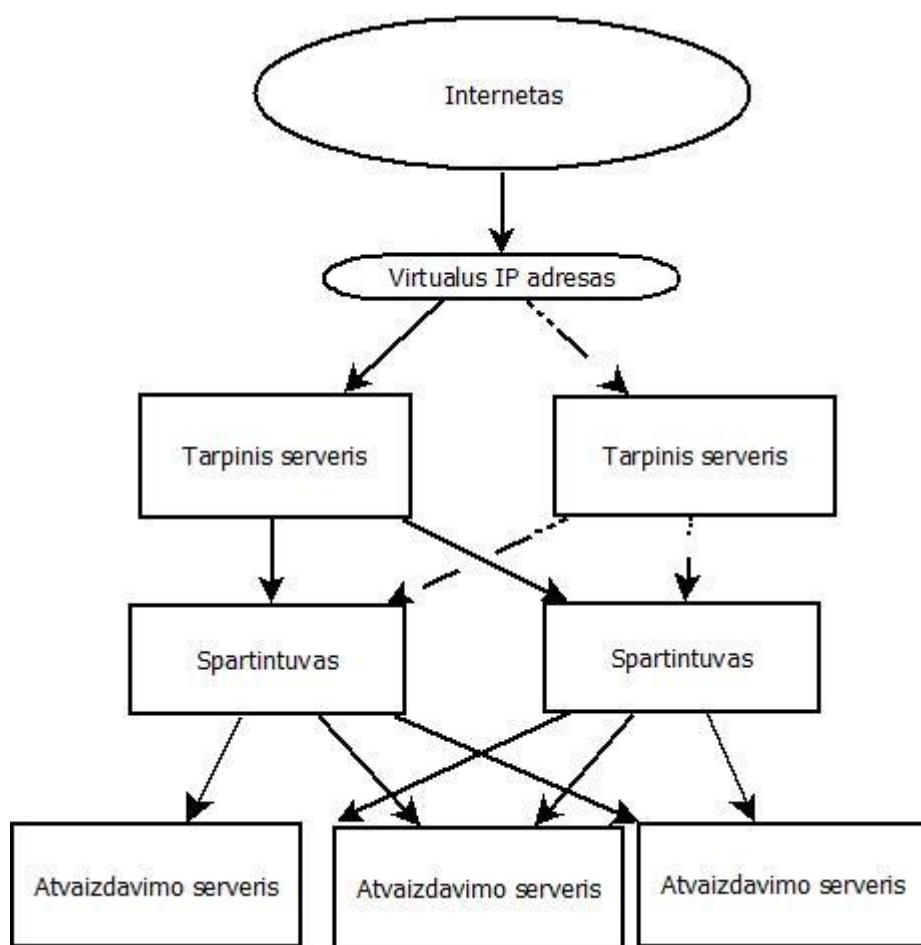 Internetas
Virtualus IP adresas
Tarpinis serveris
Tarpinis serveris
Spartintuvas
Spartintuvas
Atvaizdavimo serveris
Atvaizdavimo serveris
Atvaizdavimo serveris